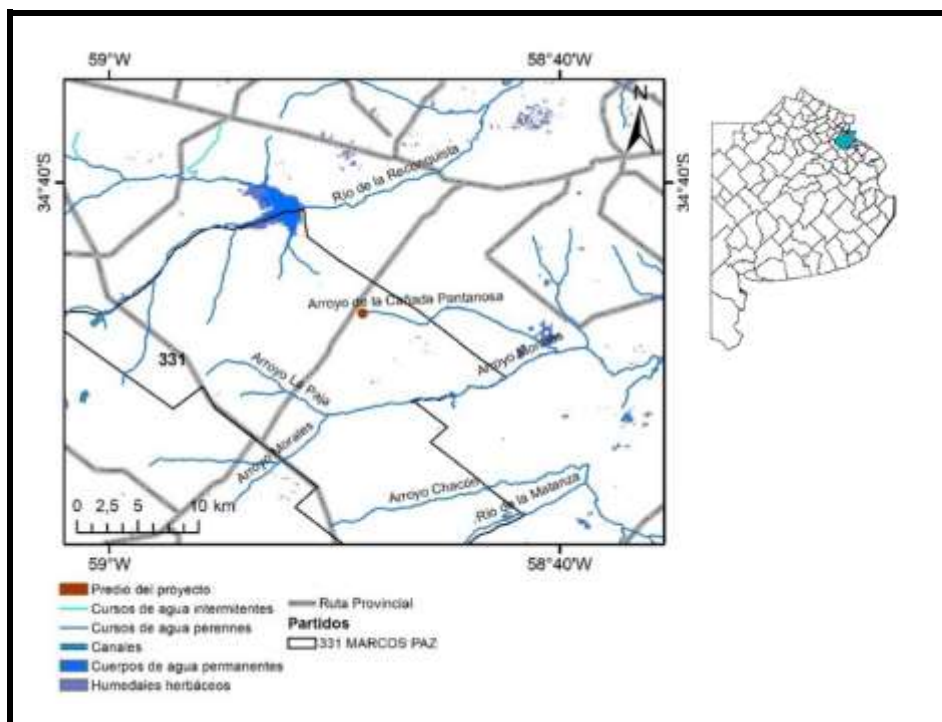 59°W
58°40'W
N
34°40'S
34°40'S
Río de la Reconquista
Arroyo de la Cañada Pantanosa
Arroyo Morales
331
Arroyo La Paja
Arroyo Morales
Arroyo Chacón
Río de la Matanza
0 2,5 5 10 km
59°W
58°40'W
Predio del proyecto
Cursos de agua intermitentes
Cursos de agua perennes
Canales
Cuerpos de agua permanentes
Humedales herbáceos
Ruta Provincial
Partidos
331 MARCOS PAZ